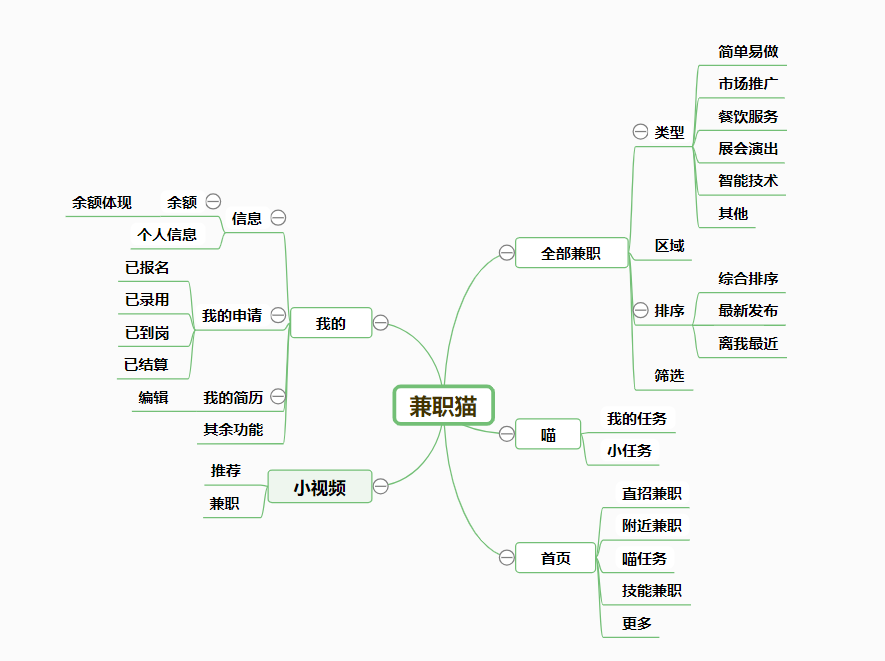 兼职猫
全部兼职
类型
简单易做
市场推广
餐饮服务
展会演出
智能技术
其他
区域
排序
综合排序
最新发布
离我最近
筛选
喵
我的任务
小任务
首页
直招兼职
附近兼职
喵任务
技能兼职
更多
我的
信息
余额
余额体现
个人信息
我的申请
已报名
已录用
已到岗
已结算
我的简历
编辑
其余功能
小视频
推荐
兼职